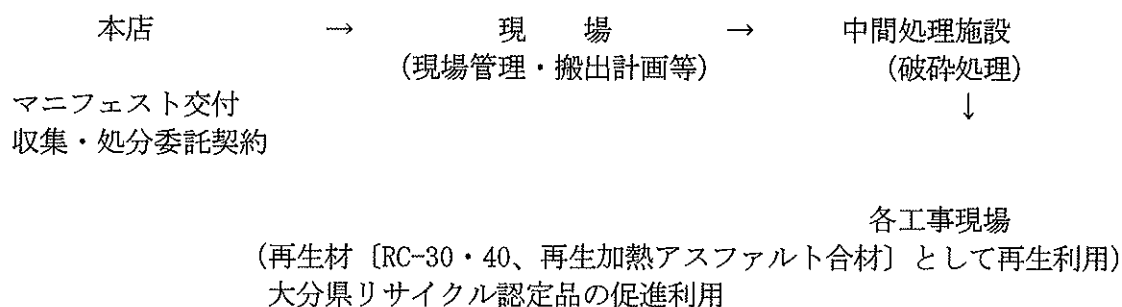 本店 → 現 場 → 中間処理施設
(現場管理・搬出計画等) (破砕処理)
マニフェスト交付 ↓
収集・処分委託契約
各工事現場
(再生材〔RC-30・40、再生加熱アスファルト合材〕として再生利用)
大分県リサイクル認定品の促進利用